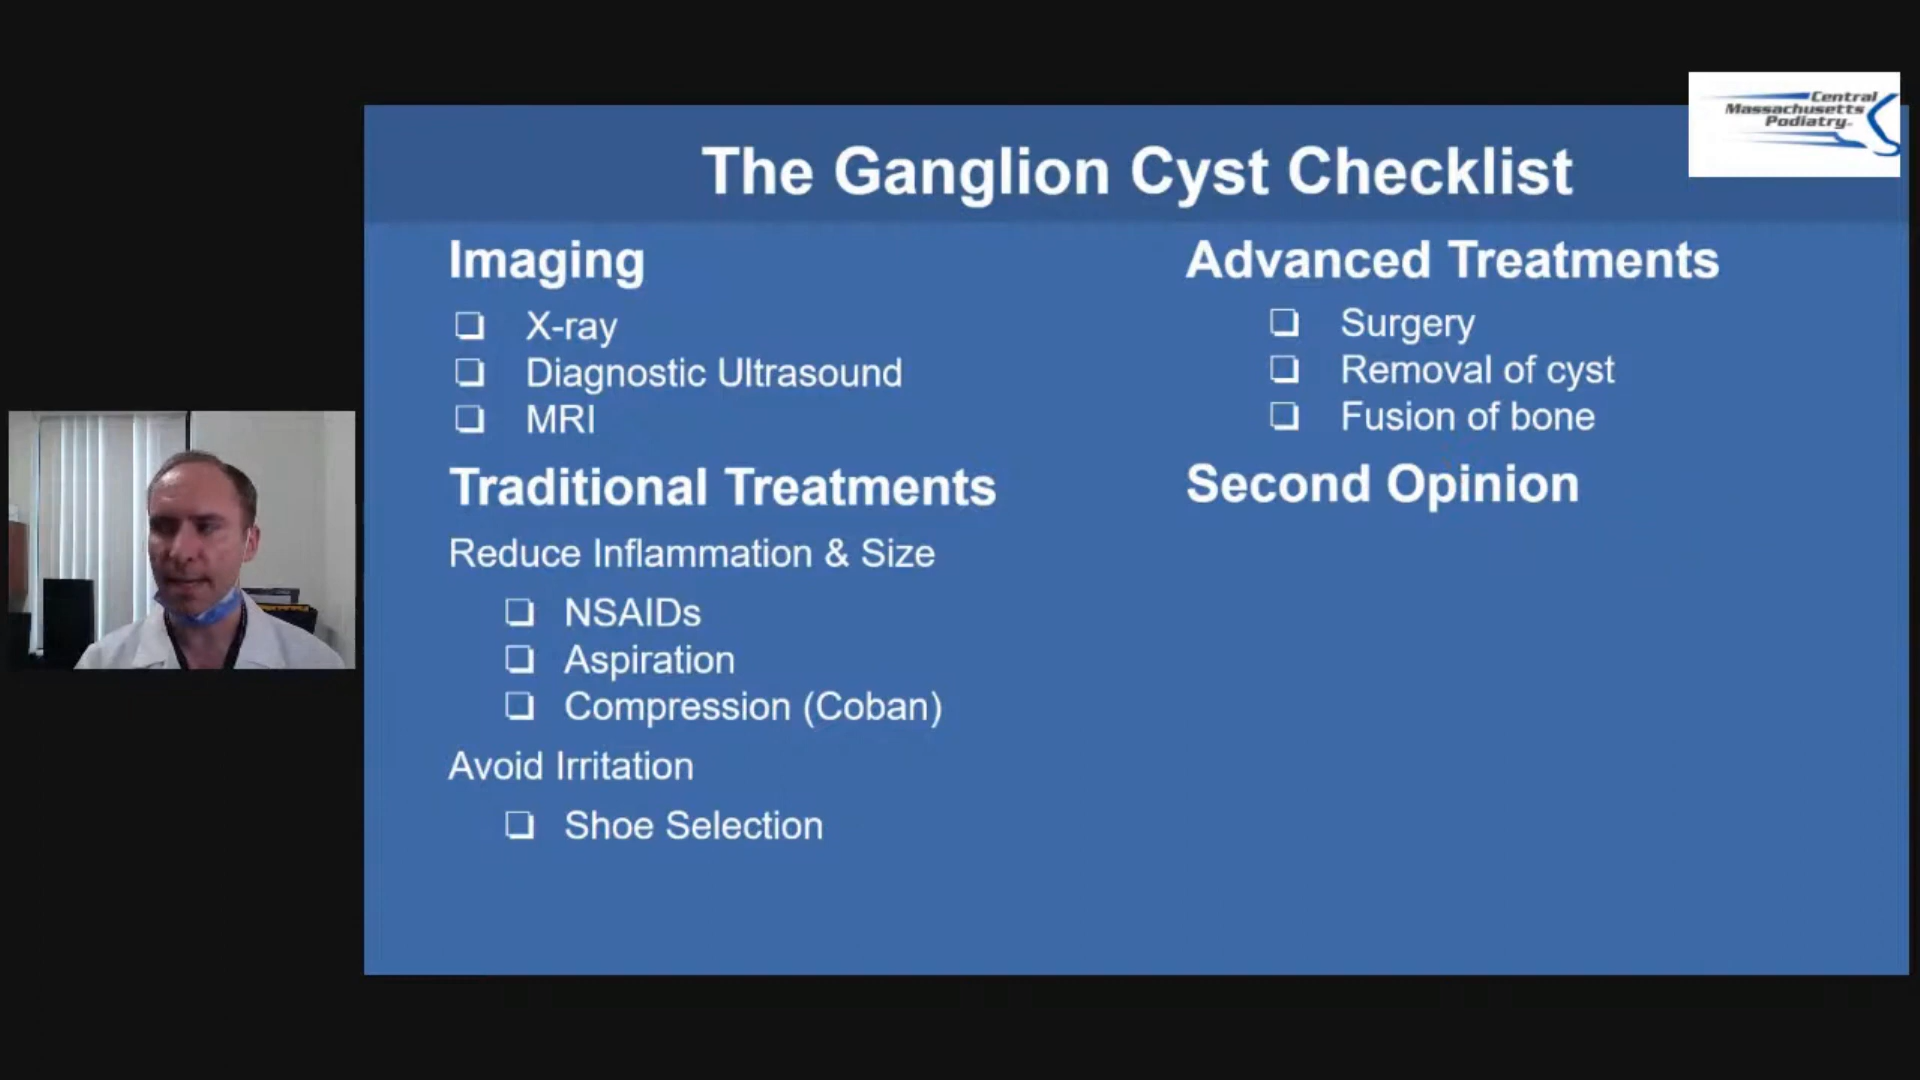 Central
Massachusetts
Podiatry
The Ganglion Cyst Checklist
Imaging
❏ X-ray
❏ Diagnostic Ultrasound
❏ MRI
Traditional Treatments
Reduce Inflammation & Size
❏ NSAIDs
❏ Aspiration
❏ Compression (Coban)
Avoid Irritation
❏ Shoe Selection
Advanced Treatments
❏ Surgery
❏ Removal of cyst
❏ Fusion of bone
Second Opinion